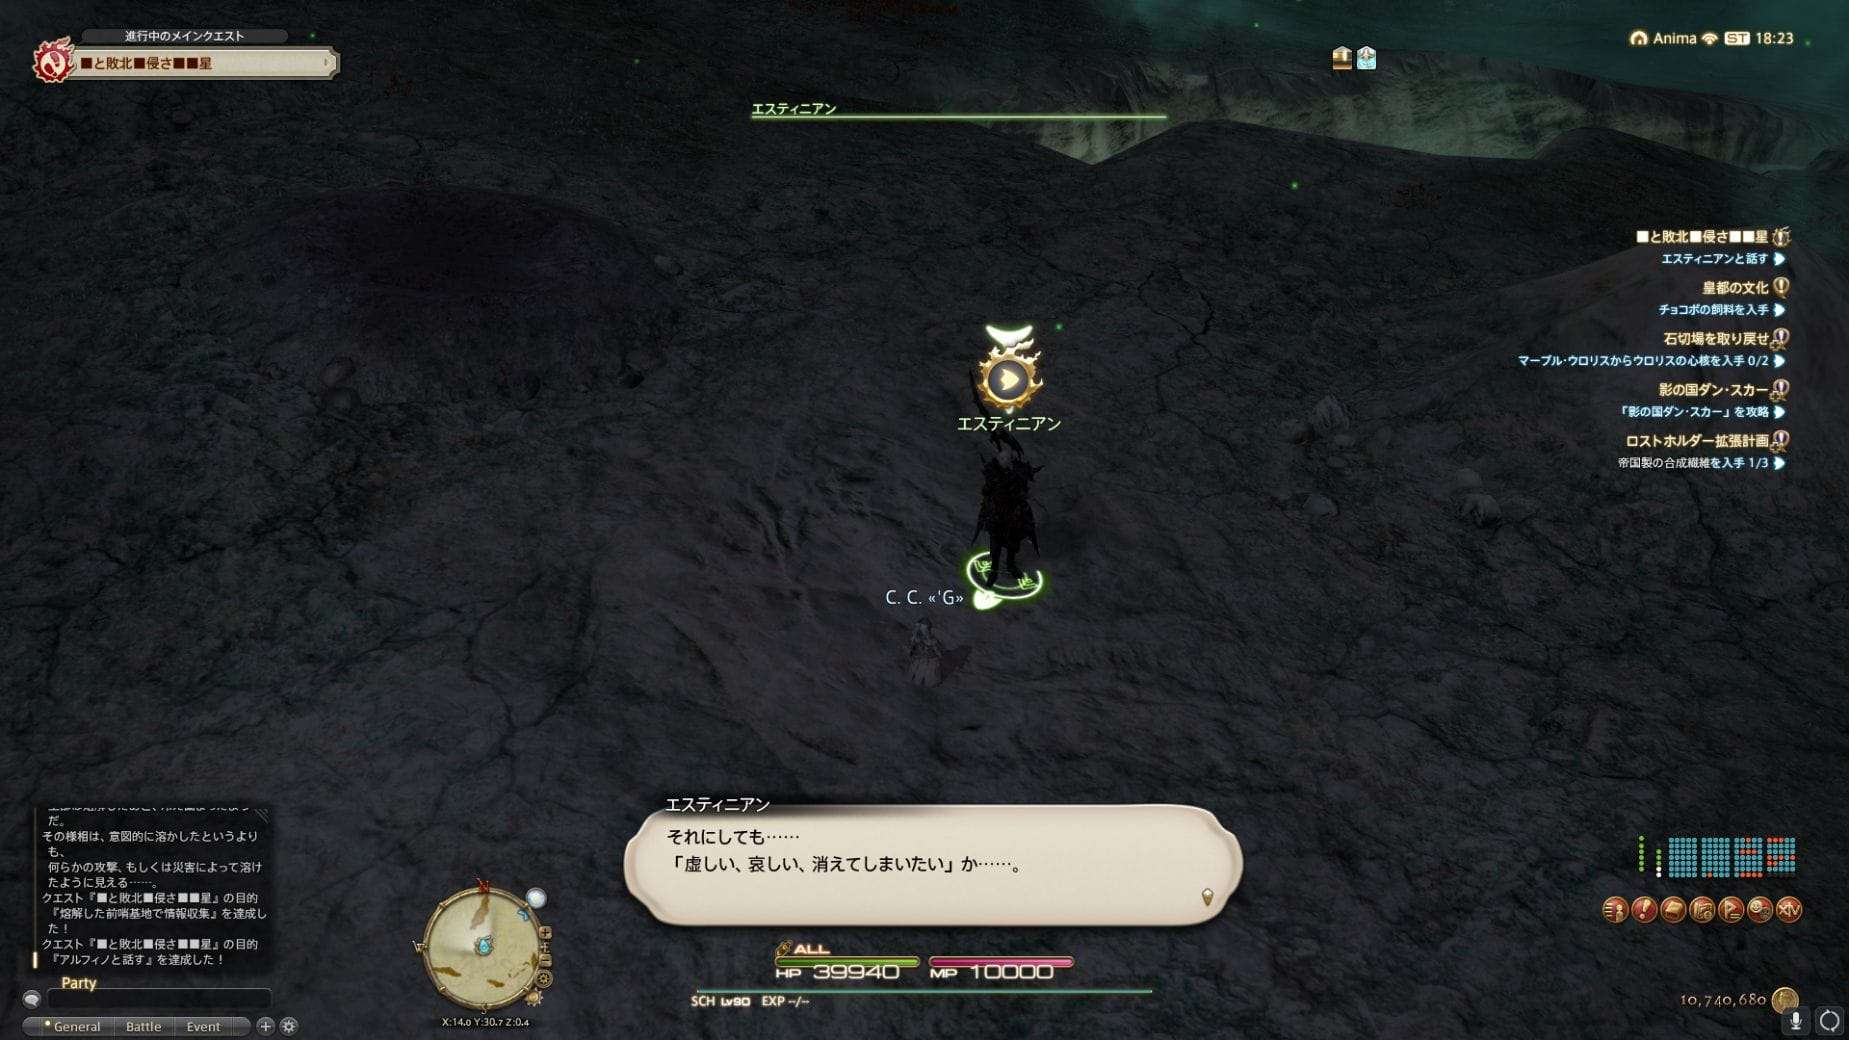 進行中のメインクエスト
■と敗北■侵さ■■星
エスティニアン
Anima ST 18:23
■と敗北■侵さ■■星
エスティニアンと話す
皇都の文化
チョコボの飼料を入手
石切場を取り戻せ
マーブル・ウロリスからウロリスの心核を入手 0/2
影の国ダン・スカー
「影の国ダン・スカー」を攻略
ロストホルダー拡張計画
帝国製の合成繊維を入手 1/3
エスティニアン
C. C. «'G»
エスティニアン
それにしても……
「虚しい、哀しい、消えてしまいたい」か……。
だ。
その様相は、意図的に溶かしたというより
も、
何らかの攻撃、もしくは災害によって溶け
たように見える……。
クエスト『■と敗北■侵さ■■星』の目的
『熔解した前哨基地で情報収集』を達成し
た！
クエスト『■と敗北■侵さ■■星』の目的
『アルフィノと話す』を達成した！
Party
General Battle Event
N
W
S
X:14.0 Y:30.7 Z:0.4
ALL
HP 39940 MP 10000
SCH Lv90 EXP --/--
XIV
10,740,680